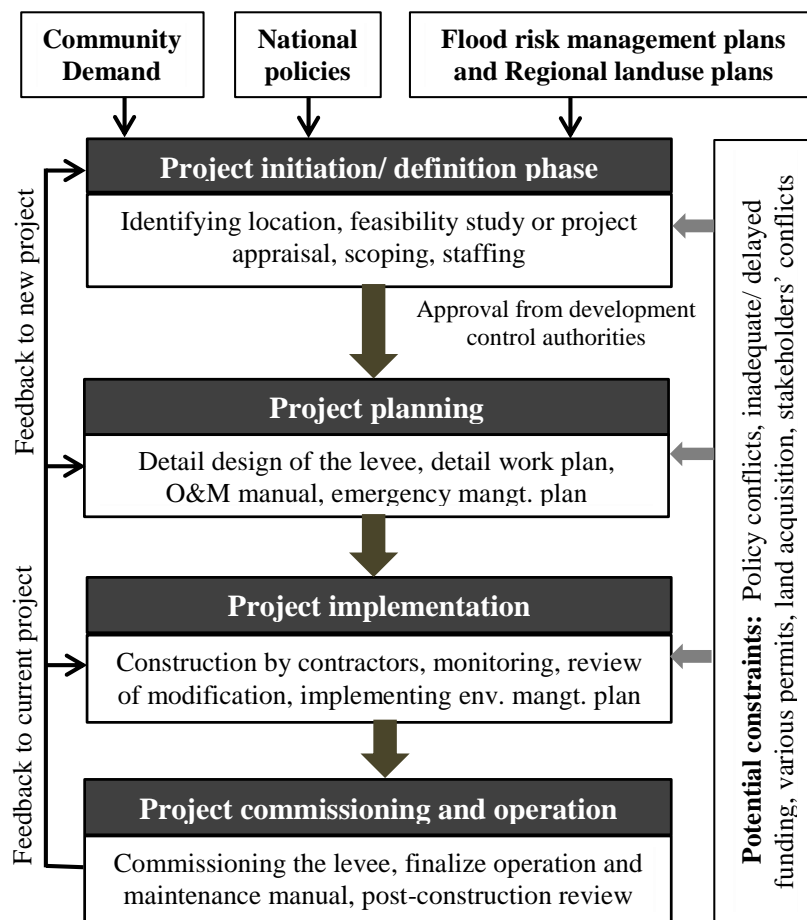 Community
Demand
National
policies
Flood risk management plans
and Regional landuse plans
Project initiation/ definition phase
Identifying location, feasibility study or project
appraisal, scoping, staffing
Approval from development
control authorities
Project planning
Detail design of the levee, detail work plan,
O&M manual, emergency mangt. plan
Project implementation
Construction by contractors, monitoring, review
of modification, implementing env. mangt. plan
Project commissioning and operation
Commissioning the levee, finalize operation and
maintenance manual, post-construction review
Feedback to new project
Feedback to current project
Potential constraints: Policy conflicts, inadequate/ delayed
funding, various permits, land acquisition, stakeholders’ conflicts